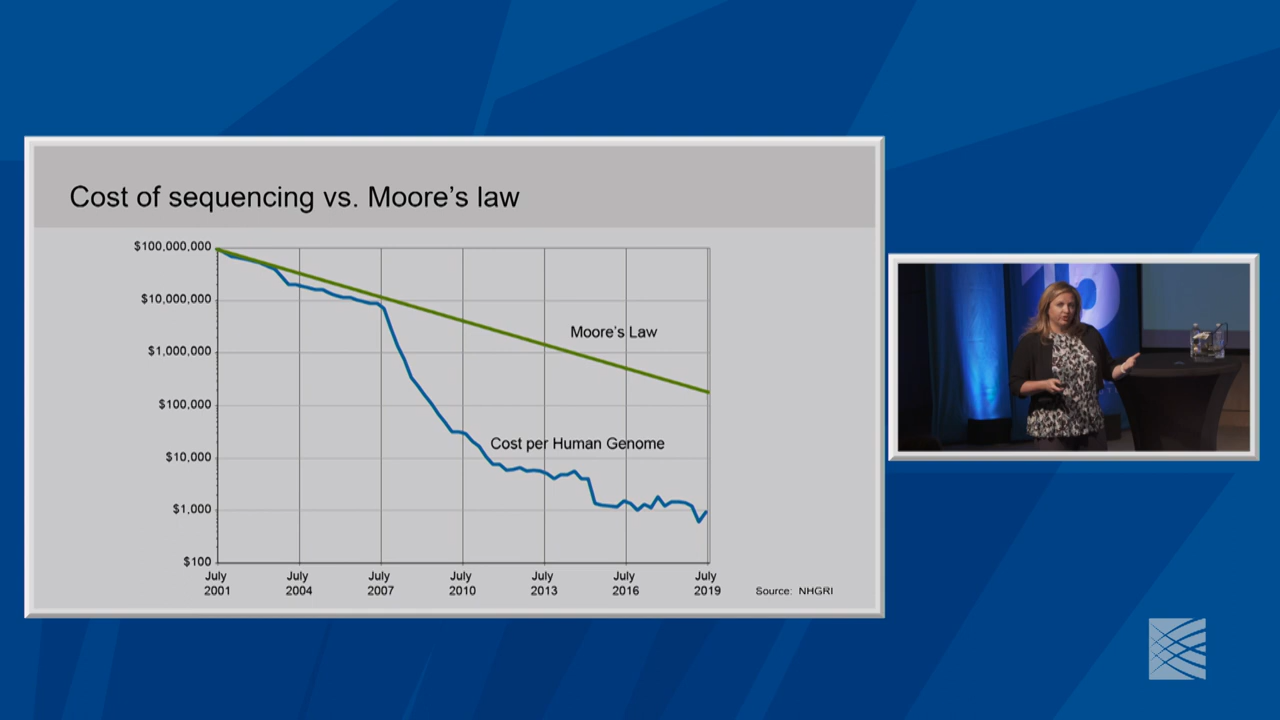 Cost of sequencing vs. Moore's law
$100,000,000
$10,000,000
$1,000,000
$100,000
$10,000
$1,000
$100
Moore's Law
Cost per Human Genome
July 2001
July 2004
July 2007
July 2010
July 2013
July 2016
July 2019
Source: NHGRI
15